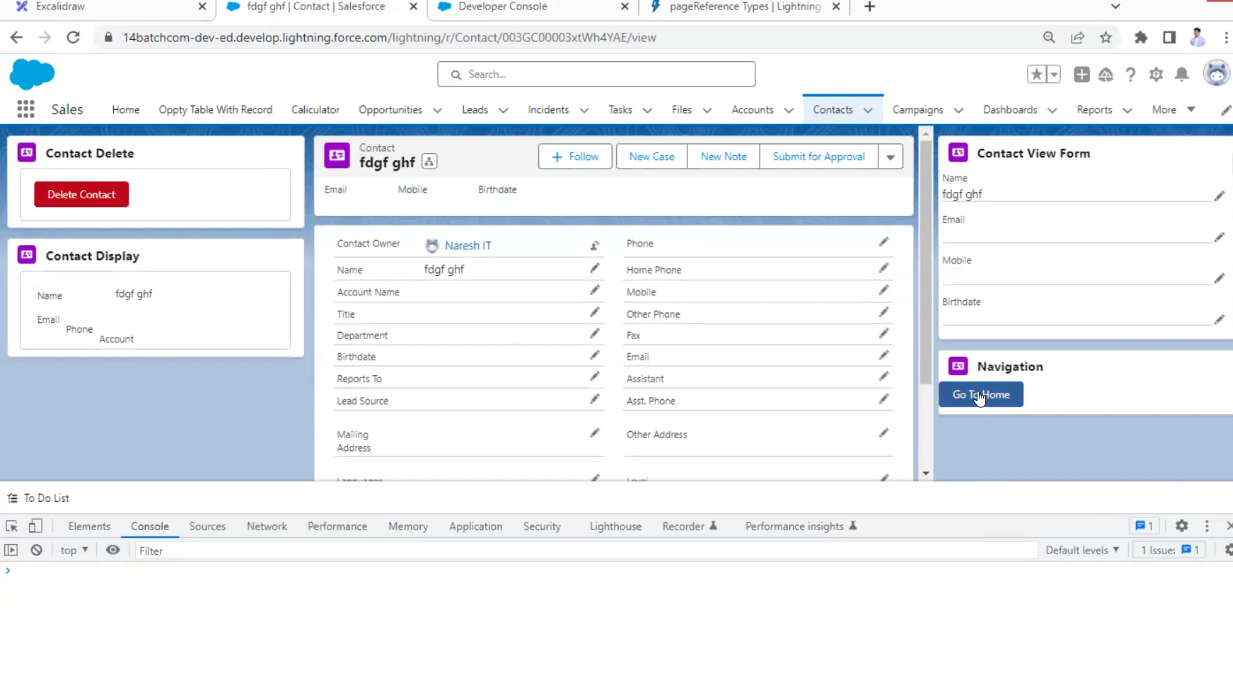 Excalidraw
fdgf ghf | Contact | Salesforce
Developer Console
pageReference Types | Lightning
14batchcom-dev-ed.develop.lightning.force.com/lightning/r/Contact/003GC00003xtWh4YAE/view
Search...
Sales
Home
Oppty Table With Record
Calculator
Opportunities
Leads
Incidents
Tasks
Files
Accounts
Contacts
Campaigns
Dashboards
Reports
More
Contact Delete
Delete Contact
Contact Display
Name fdgf ghf
Email
Phone
Account
Contact
fdgf ghf
Follow
New Case
New Note
Submit for Approval
Email Mobile Birthdate
Contact Owner Naresh IT
Phone
Name fdgf ghf
Home Phone
Account Name
Mobile
Title
Other Phone
Department
Fax
Birthdate
Email
Reports To
Assistant
Lead Source
Asst. Phone
Mailing
Address
Other Address
Languages
Level
Contact View Form
Name
fdgf ghf
Email
Mobile
Birthdate
Navigation
Go To Home
To Do List
Elements Console Sources Network Performance Memory Application Security Lighthouse Recorder Performance insights
1
top
Filter
Default levels
1 Issue: 1